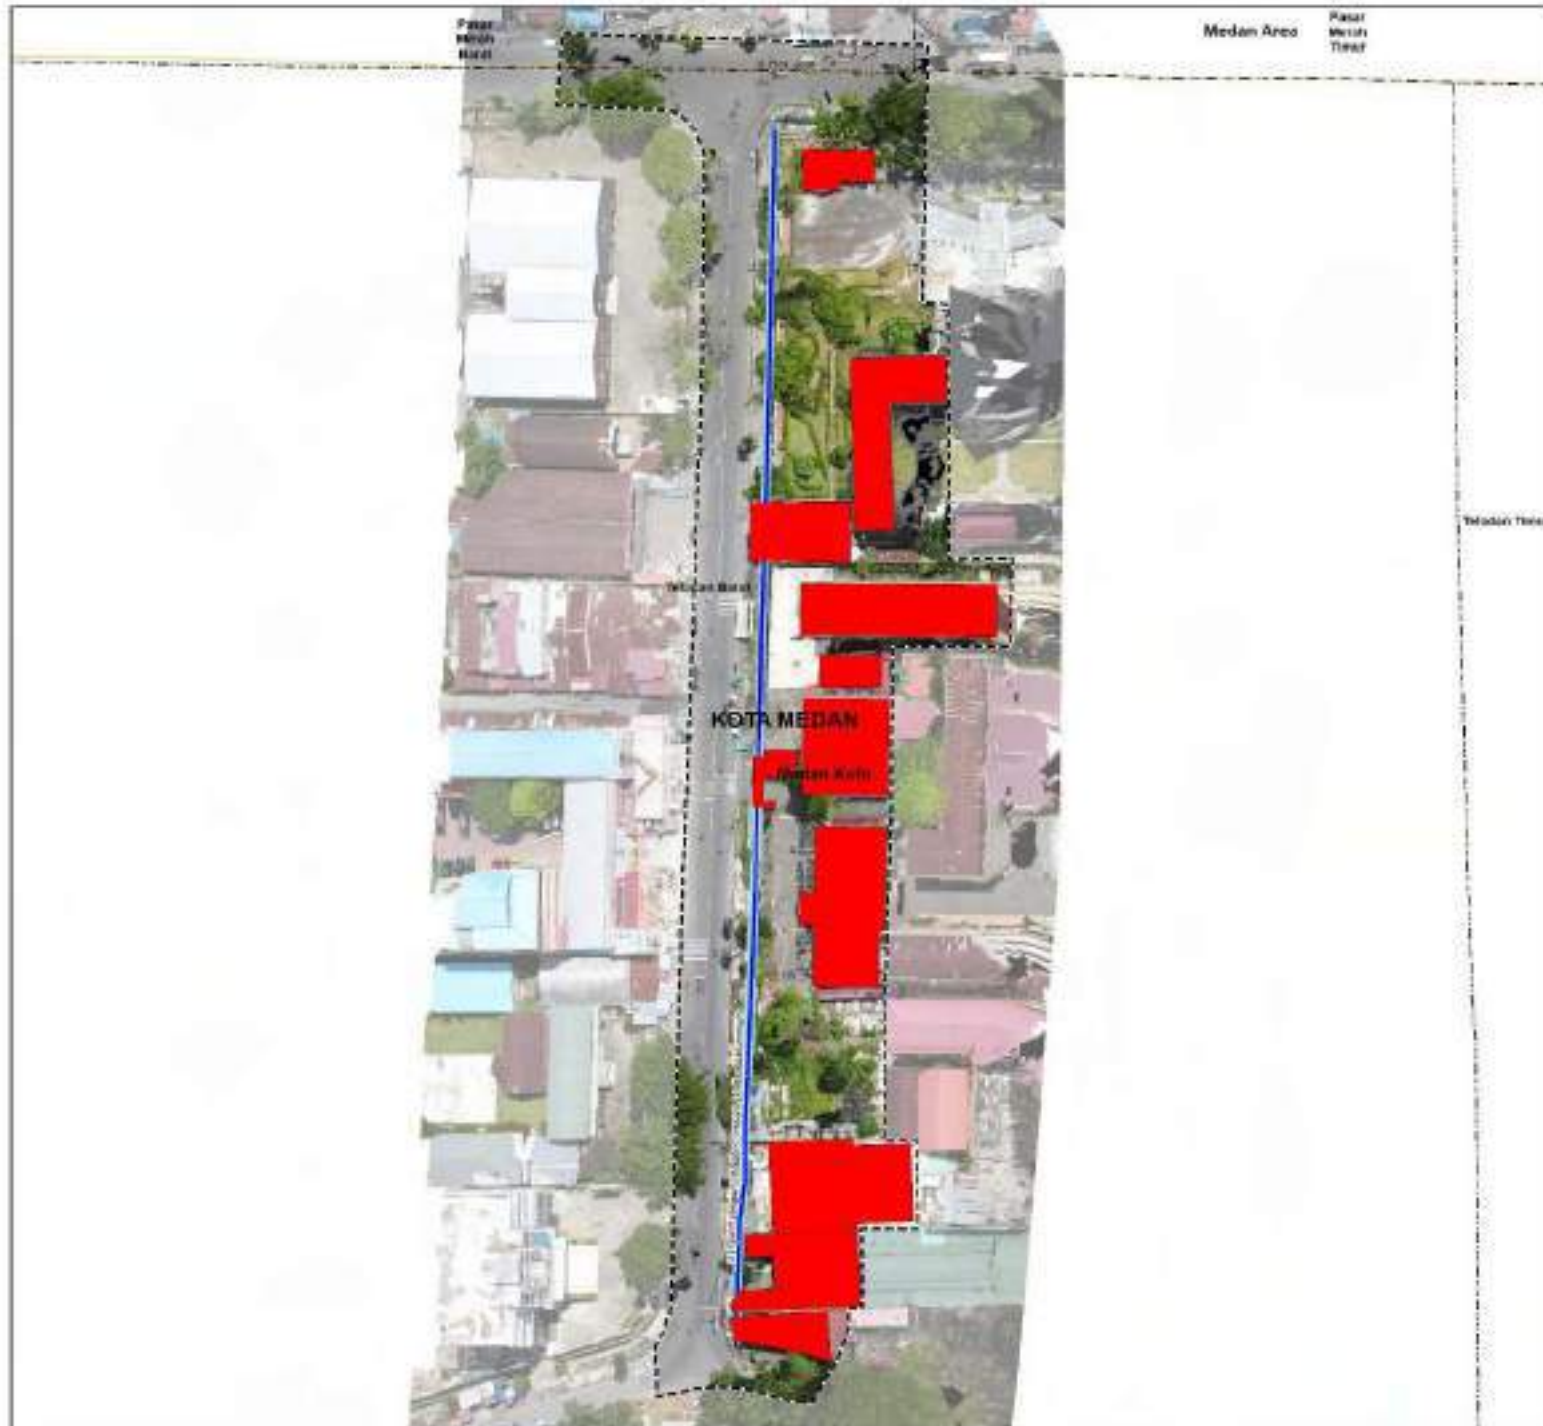 Pasar
Merah
Barat
Medan Area
Pasar
Merah
Timur
Teladan Timur
Teladan Barat
KOTA MEDAN
Medan Kota